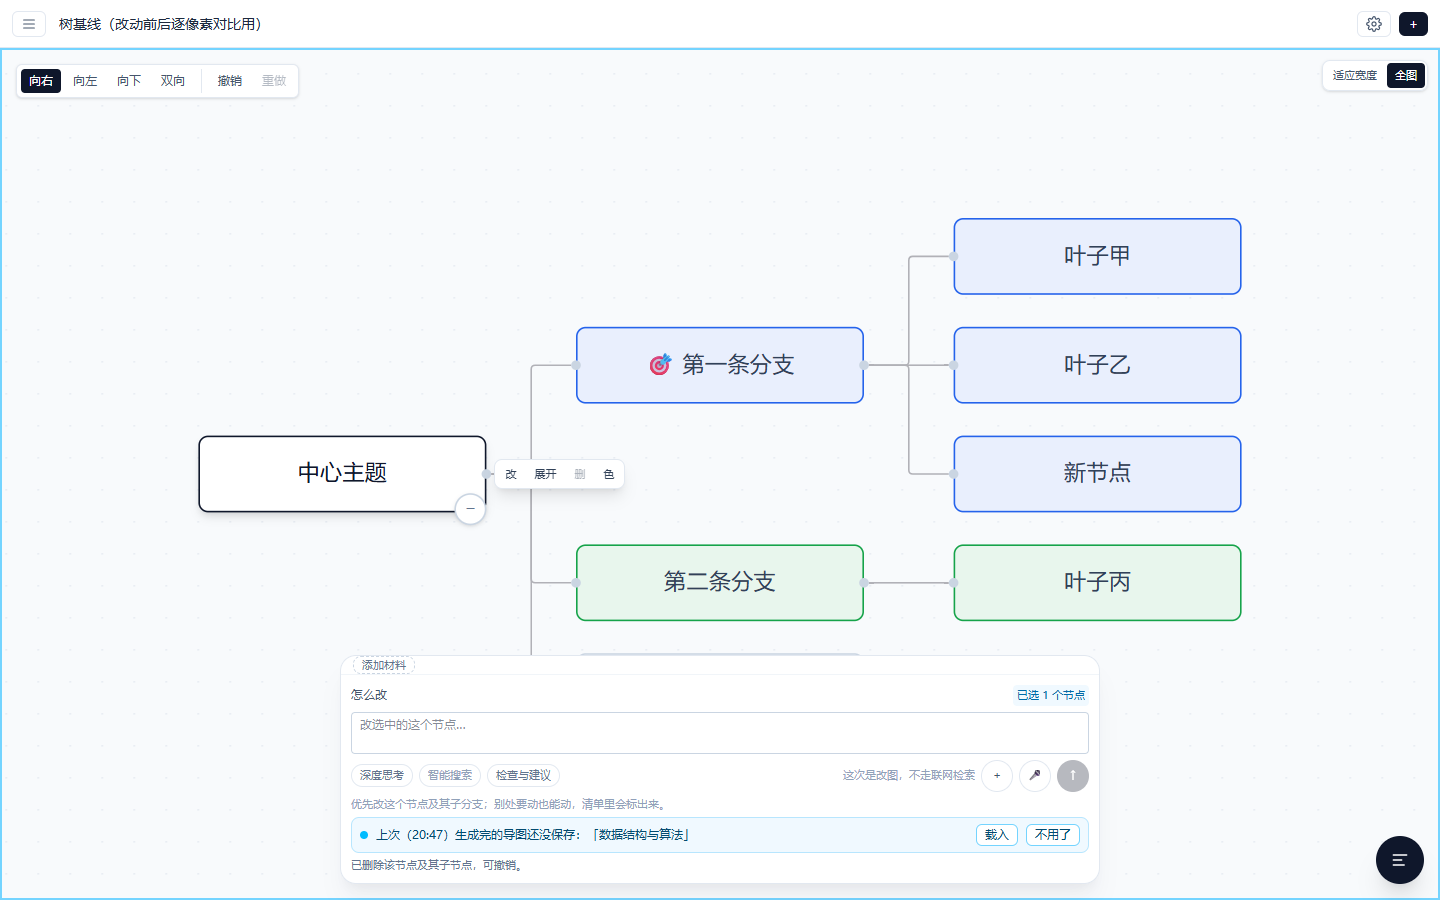 树基线（改动前后逐像素对比用）
+
向右 向左 向下 双向 撤销 重做
适应宽度 全图
叶子甲
第一条分支
叶子乙
中心主题
改 展开 删 色
新节点
第二条分支
叶子丙
添加材料
怎么改
已选 1 个节点
改选中的这个节点...
深度思考 智能搜索 检查与建议
这次是改图，不走联网检索
+
优先改这个节点及其子分支；别处要动也能动，清单里会标出来。
上次（20:47）生成完的导图还没保存：「数据结构与算法」
载入 不用了
已删除该节点及其子节点，可撤销。